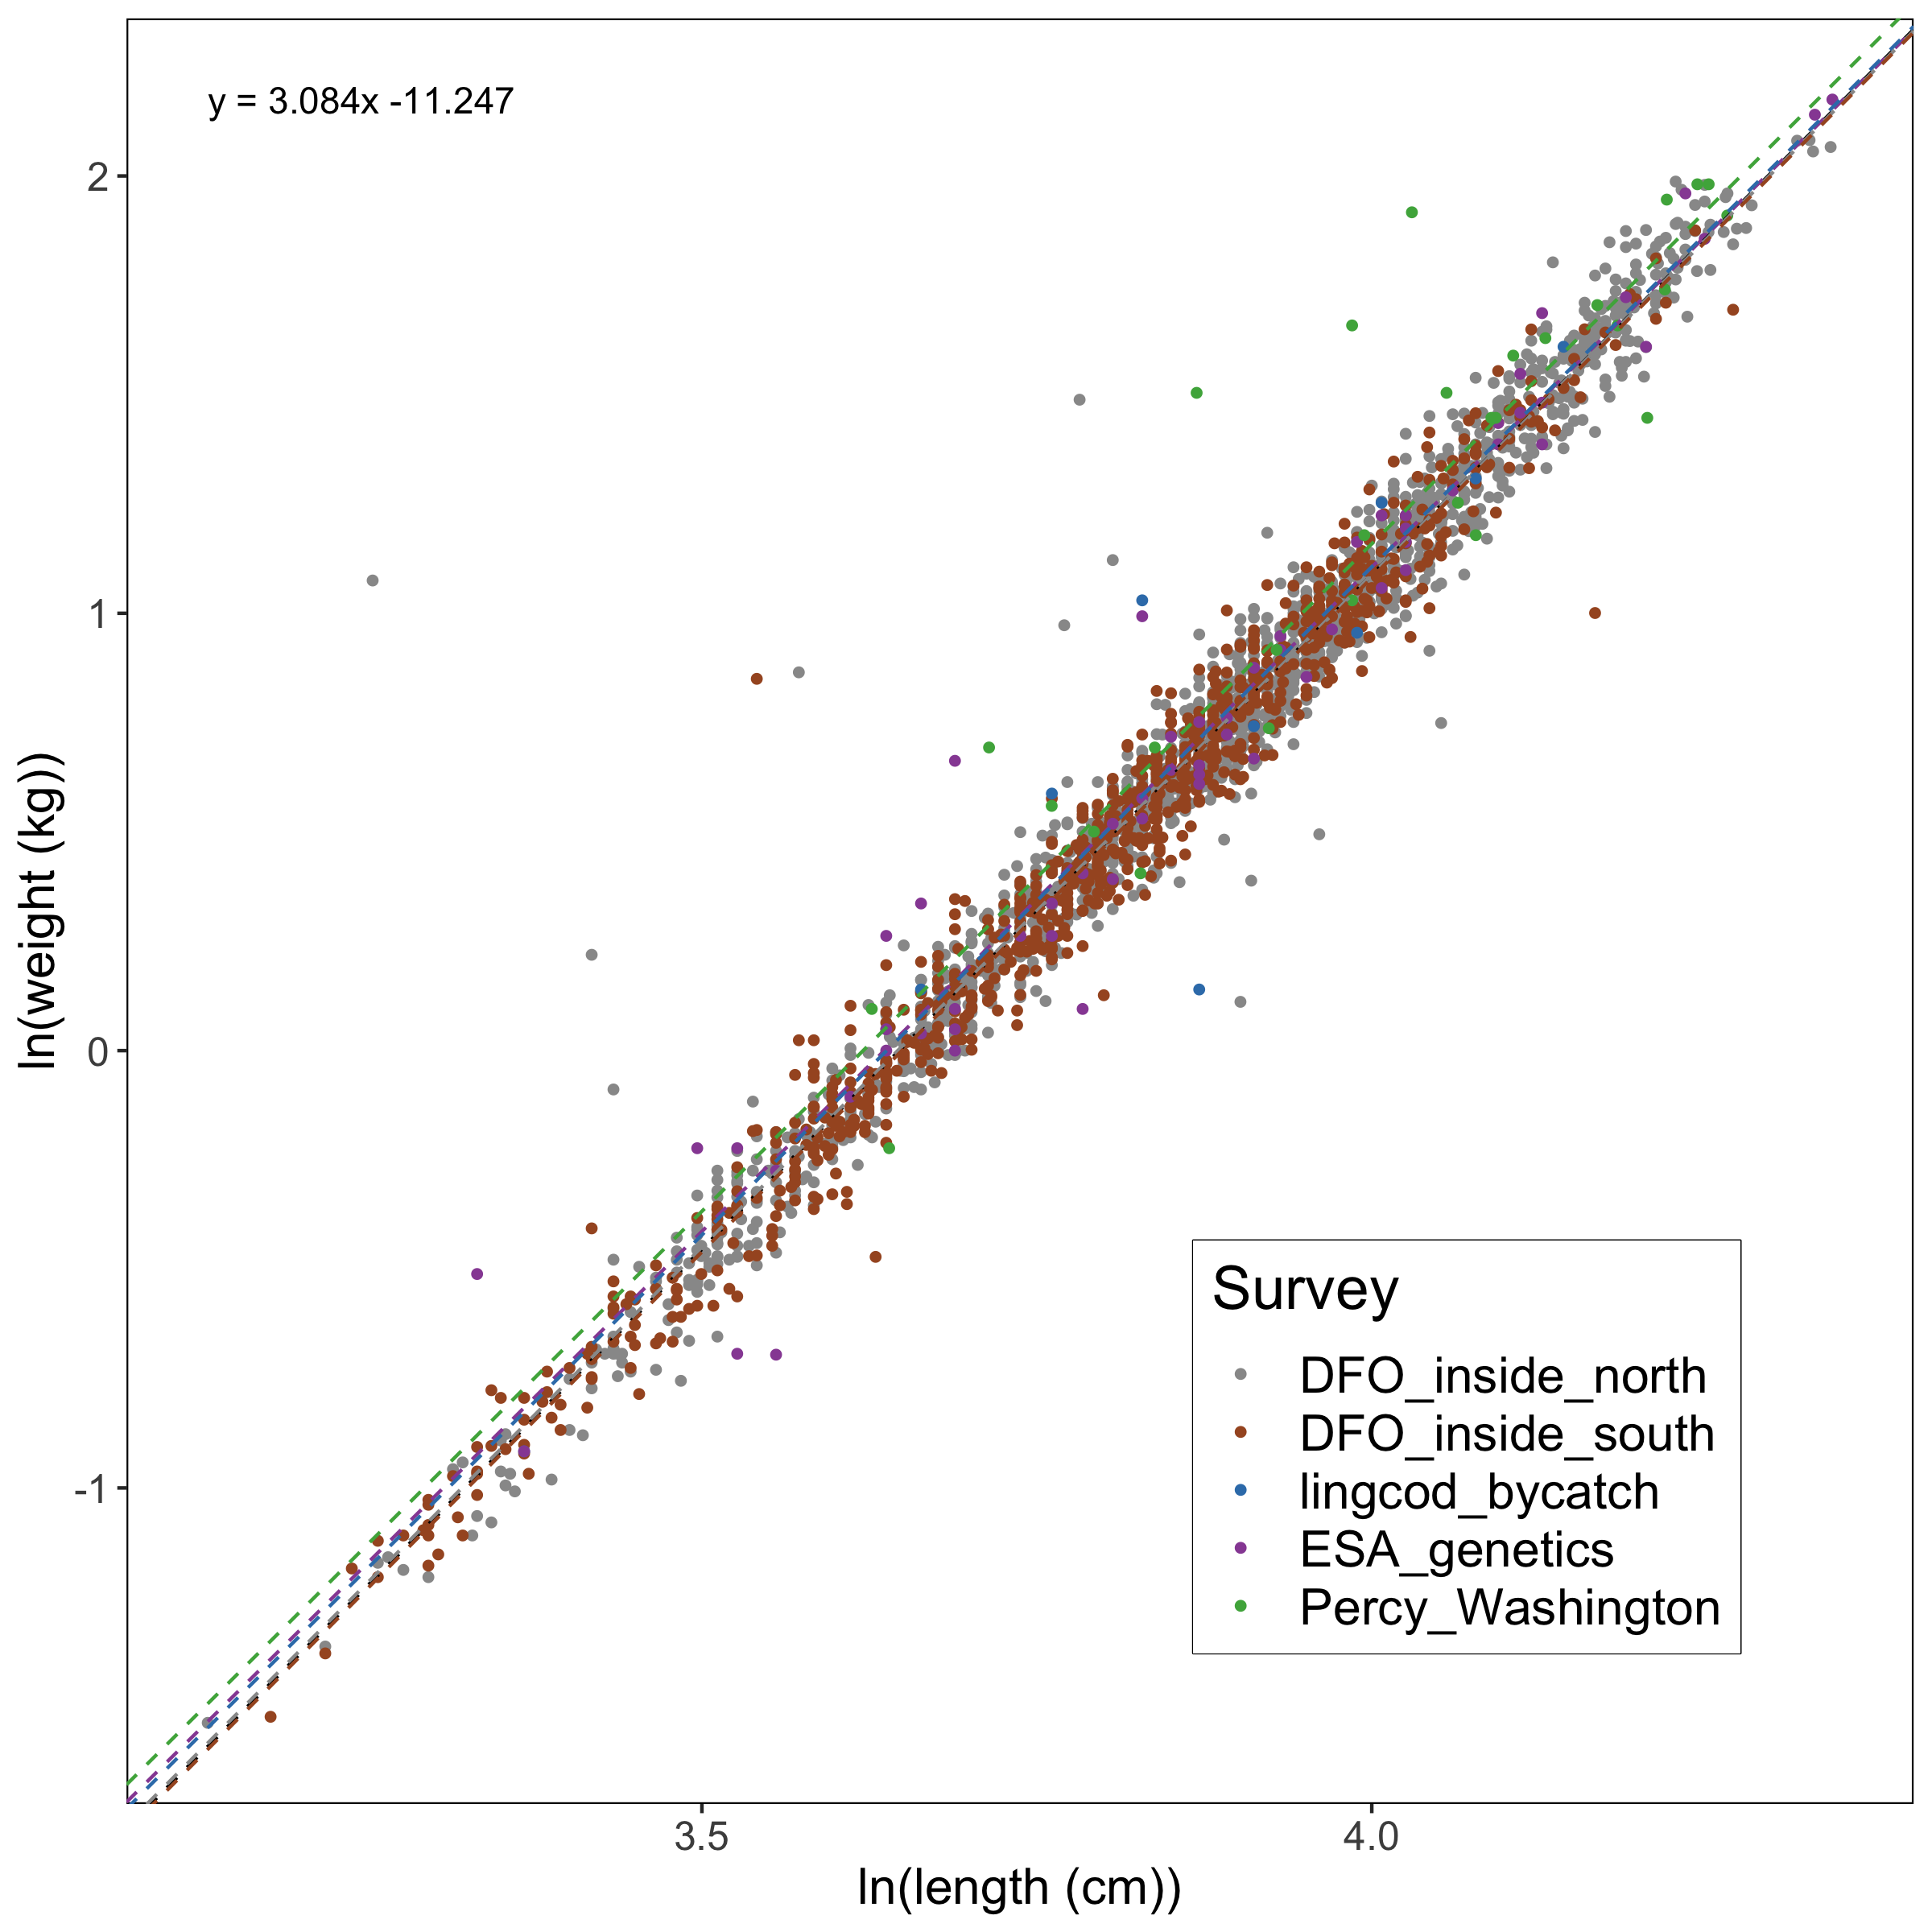 y = 3.084x -11.247
2
1
0
-1
ln(weight (kg))
Survey
DFO_inside_north
DFO_inside_south
lingcod_bycatch
ESA_genetics
Percy_Washington
3.5
4.0
ln(length (cm))